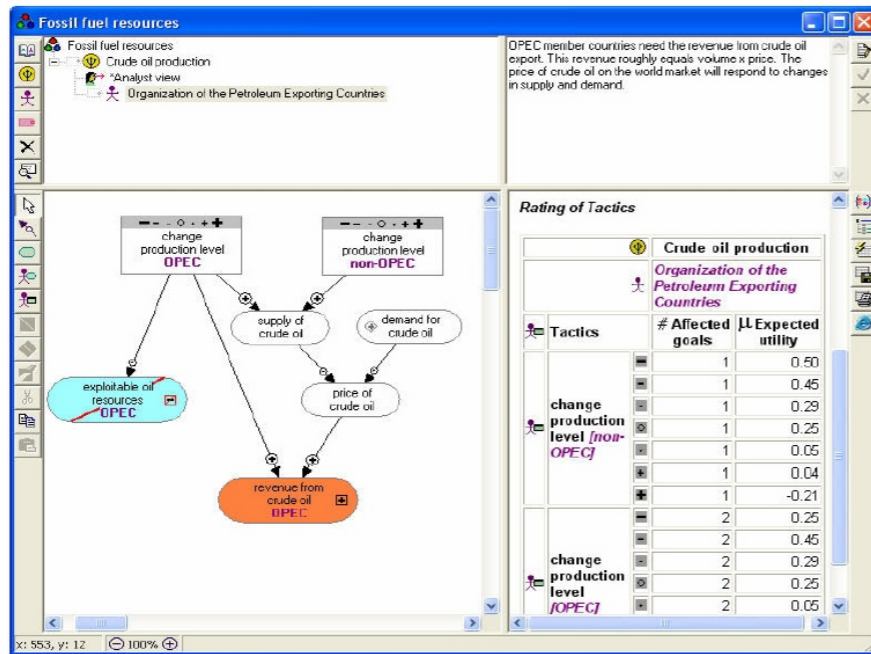 Fossil fuel resources
Fossil fuel resources
Crude oil production
*Analyst view
Organization of the Petroleum Exporting Countries
OPEC member countries need the revenue from crude oil
export. This revenue roughly equals volume x price. The
price of crude oil on the world market will respond to changes
in supply and demand.
change
production level
OPEC
change
production level
non-OPEC
supply of
crude oil
demand for
crude oil
exploitable oil
resources
OPEC
price of
crude oil
revenue from
crude oil
OPEC
Rating of Tactics
Crude oil production
Organization of the
Petroleum Exporting
Countries
Tactics # Affected goals μ Expected utility
change
production
level [non-
OPEC]
1 0.50
1 0.45
1 0.29
1 0.25
1 0.05
1 0.04
1 -0.21
change
production
level
[OPEC]
2 0.25
2 0.45
2 0.29
2 0.25
2 0.05
x: 553, y: 12 100%